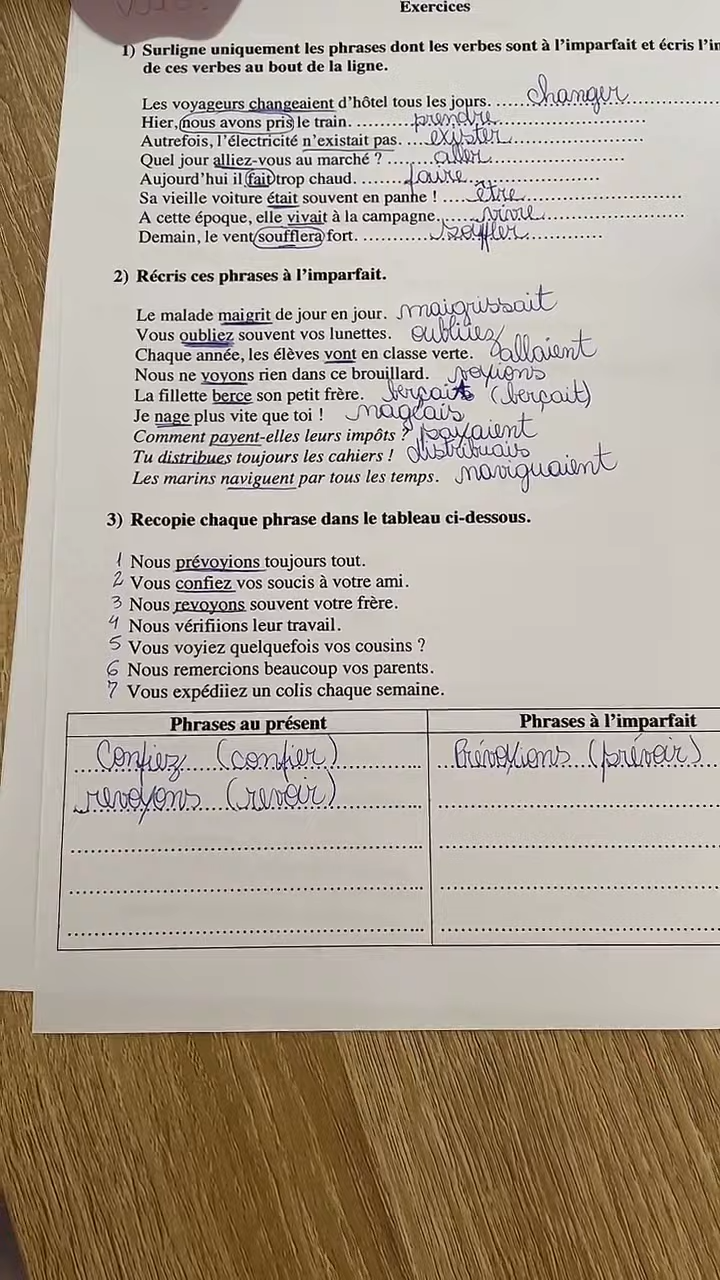 Exercices
1) Surligne uniquement les phrases dont les verbes sont à l'imparfait et écris l'in
de ces verbes au bout de la ligne.
Les voyageurs changeaient d'hôtel tous les jours. changer
Hier, nous avons pris le train. prendre
Autrefois, l'électricité n'existait pas. exister
Quel jour alliez-vous au marché ? aller
Aujourd'hui il fait trop chaud. faire
Sa vieille voiture était souvent en panne ! être
A cette époque, elle vivait à la campagne. vivre
Demain, le vent soufflera fort. souffler
2) Récris ces phrases à l'imparfait.
Le malade maigrit de jour en jour. maigrissait
Vous oubliez souvent vos lunettes. oubliiez
Chaque année, les élèves vont en classe verte. allaient
Nous ne voyons rien dans ce brouillard. voyions
La fillette berce son petit frère. berçait (berçait)
Je nage plus vite que toi ! nageais
Comment payent-elles leurs impôts ? payaient
Tu distribues toujours les cahiers ! distribuais
Les marins naviguent par tous les temps. naviguaient
3) Recopie chaque phrase dans le tableau ci-dessous.
1 Nous prévoyions toujours tout.
2 Vous confiez vos soucis à votre ami.
3 Nous revoyons souvent votre frère.
4 Nous vérifiions leur travail.
5 Vous voyiez quelquefois vos cousins ?
6 Nous remercions beaucoup vos parents.
7 Vous expédiiez un colis chaque semaine.
Phrases au présent Phrases à l'imparfait
Confiez (confier) Prévoyions (prévoir)
revoyons (revoir)